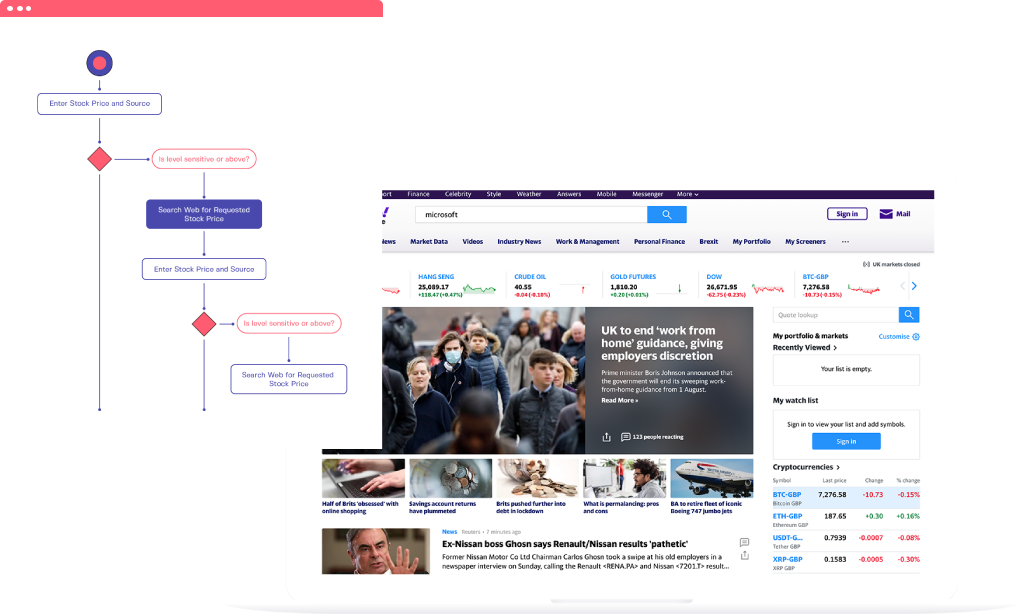 Enter Stock Price and Source
Is level sensitive or above?
Search Web for Requested
Stock Price
Enter Stock Price and Source
Is level sensitive or above?
Search Web for Requested
Stock Price
ort Finance Celebrity Style Weather Answers Mobile Messenger More
microsoft
Sign in Mail
News Market Data Videos Industry News Work & Management Personal Finance Brexit My Portfolio My Screeners ...
UK markets closed
HANG SENG
25,089.17
+118.47 (+0.47%)
CRUDE OIL
40.55
-0.04 (-0.10%)
GOLD FUTURES
1,810.20
+0.20 (+0.01%)
DOW
26,671.95
-62.75 (-0.23%)
BTC-GBP
7,276.58
-10.73 (-0.15%)
UK to end 'work from
home' guidance, giving
employers discretion
Prime minister Boris Johnson announced that
the government will end its sweeping work-
from-home guidance from 1 August.
Read More »
123 people reacting
Half of Brits 'obsessed' with
online shopping
Savings account returns
have plummeted
Brits pushed further into
debt in lockdown
What is permalancing: pros
and cons
BA to retire fleet of iconic
Boeing 747 jumbo jets
News Reuters • 7 minutes ago
Ex-Nissan boss Ghosn says Renault/Nissan results 'pathetic'
Former Nissan Motor Co Ltd Chairman Carlos Ghosn took a swipe at his old employers in a
newspaper interview on Sunday, calling the Renault <RENA.PA> and Nissan <7201.T> result...
Quote lookup
My portfolio & markets Customise
Recently Viewed >
Your list is empty.
My watch list
Sign in to view your list and add symbols.
Sign in
Cryptocurrencies >
Symbol Last price Change % change
BTC-GBP 7,276.58 -10.73 -0.15%
Bitcoin GBP
ETH-GBP 187.65 +0.30 +0.16%
Ethereum GBP
USDT-G... 0.7939 -0.0007 -0.08%
Tether GBP
XRP-GBP 0.1583 -0.0005 -0.30%
XRP GBP